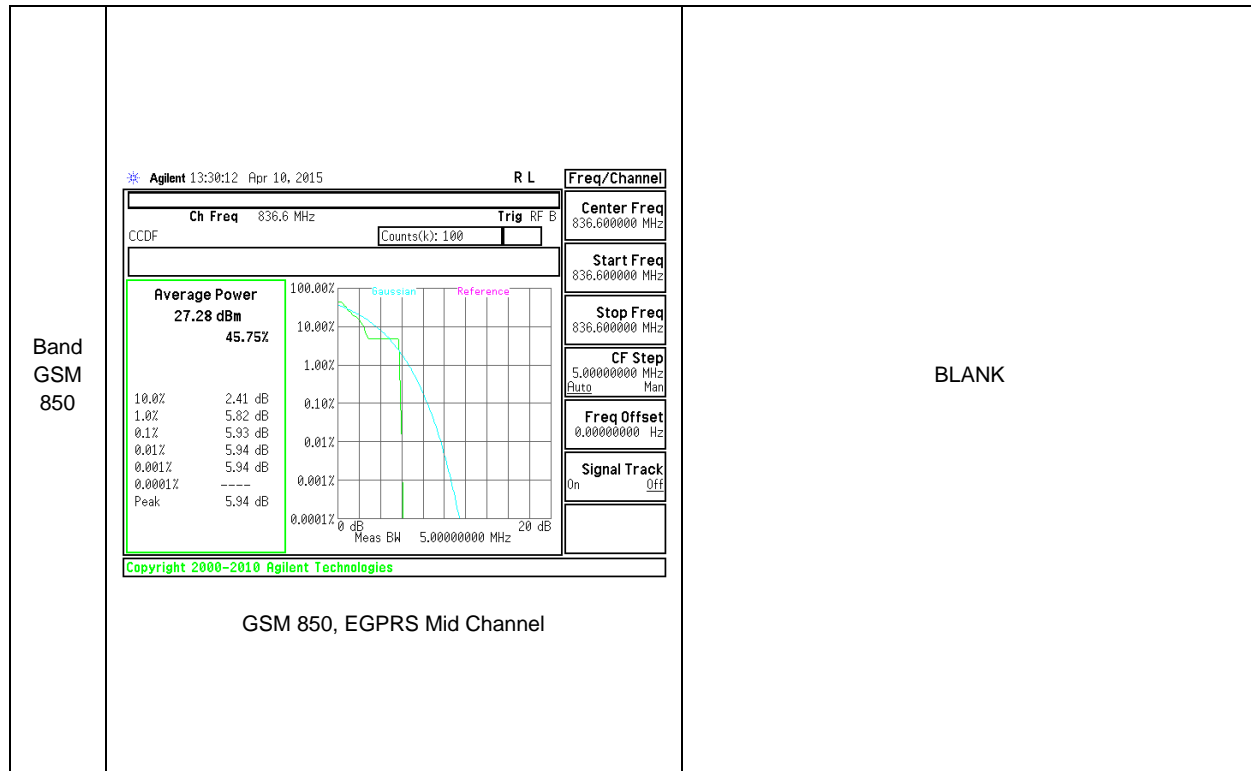 Band
GSM
850
Agilent 13:30:12 Apr 10, 2015 R L
Freq/Channel
Ch Freq 836.6 MHz Trig RF B
CCDF Counts(k): 100
Center Freq
836.600000 MHz
Start Freq
836.600000 MHz
Stop Freq
836.600000 MHz
CF Step
5.00000000 MHz
Auto Man
Freq Offset
0.00000000 Hz
Signal Track
On Off
Average Power
27.28 dBm
45.75%
10.0% 2.41 dB
1.0% 5.82 dB
0.1% 5.93 dB
0.01% 5.94 dB
0.001% 5.94 dB
0.0001% ----
Peak 5.94 dB
Gaussian Reference
100.00%
10.00%
1.00%
0.10%
0.01%
0.001%
0.0001%
0 dB 20 dB
Meas BW 5.00000000 MHz
Copyright 2000-2010 Agilent Technologies
GSM 850, EGPRS Mid Channel
BLANK